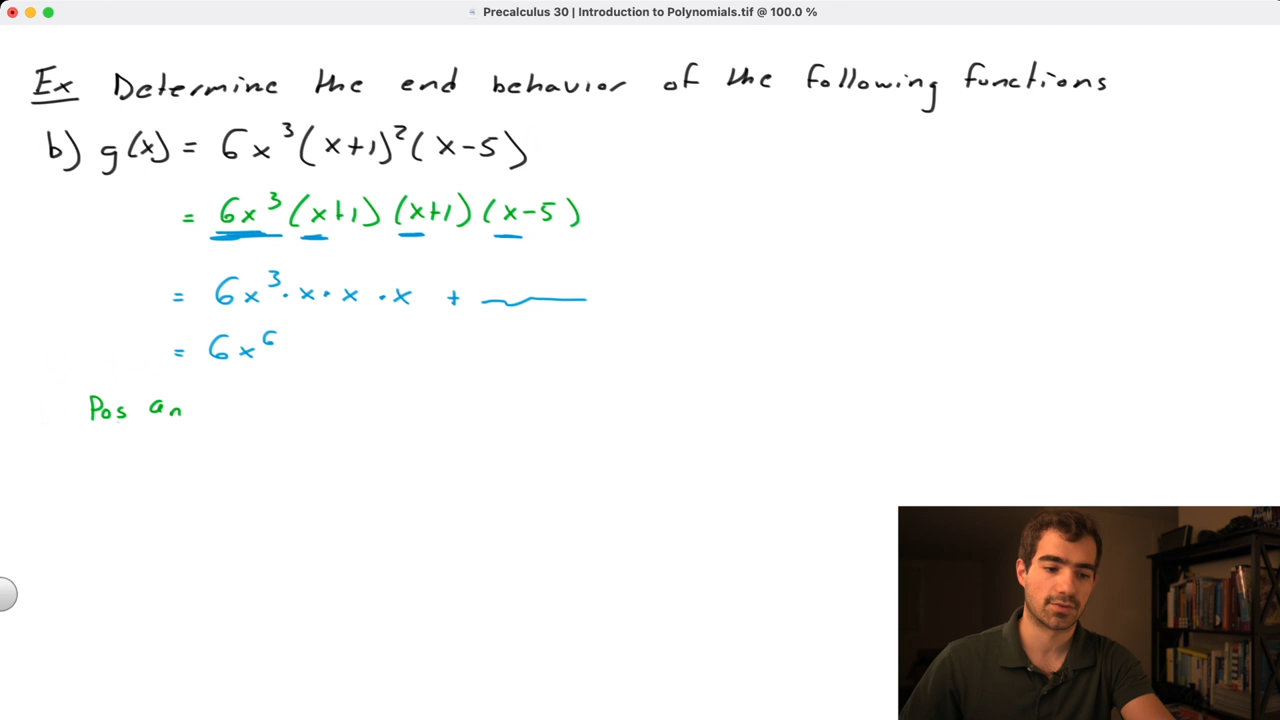 Precalculus 30 | Introduction to Polynomials.tif @ 100.0 %
Ex Determine the end behavior of the following functions
b) g(x) = 6x³(x+1)²(x-5)
= 6x³(x+1)(x+1)(x-5)
= 6x³·x·x·x +
= 6x⁶
Pos an